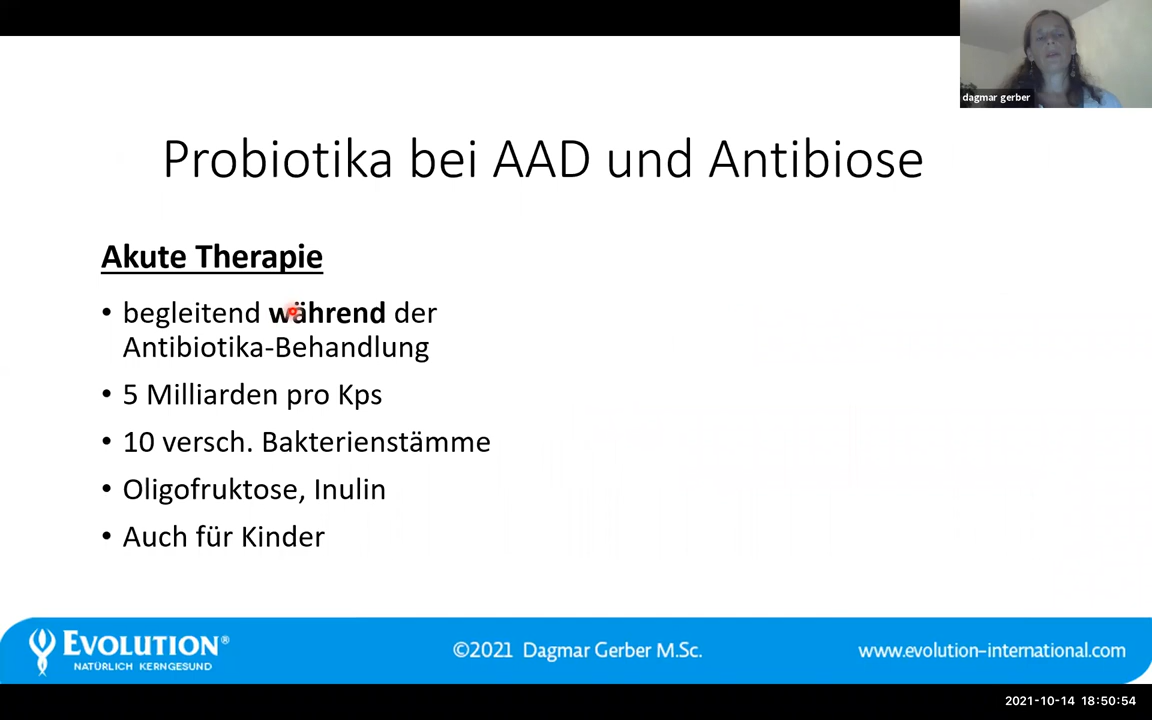 dagmar gerber
Probiotika bei AAD und Antibiose
Akute Therapie
• begleitend während der
Antibiotika-Behandlung
• 5 Milliarden pro Kps
• 10 versch. Bakterienstämme
• Oligofruktose, Inulin
• Auch für Kinder
EVOLUTION®
NATÜRLICH KERNGESUND
©2021 Dagmar Gerber M.Sc.
www.evolution-international.com
2021-10-14 18:50:54